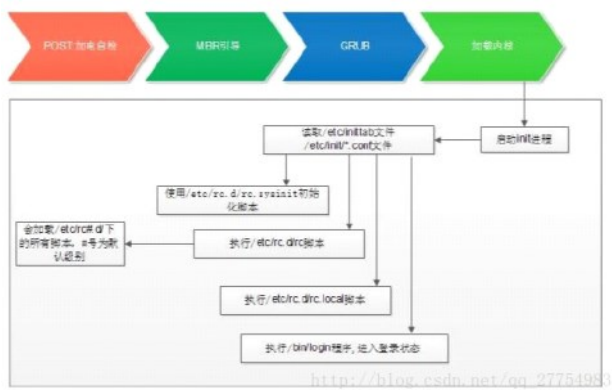 POST加电自检
MBR引导
GRUB
加载内核
启动init进程
读取/etc/inittab文件
/etc/init/*.conf文件
使用/etc/rc.d/rc.sysinit初始
化脚本
执行/etc/rc.d/rc脚本
会加载/etc/rc#.d/下
的所有脚本，#号为默
认级别
执行/etc/rc.d/rc.local脚本
执行/bin/login程序,进入登录状态
http://blog.csdn.net/qq_27754983